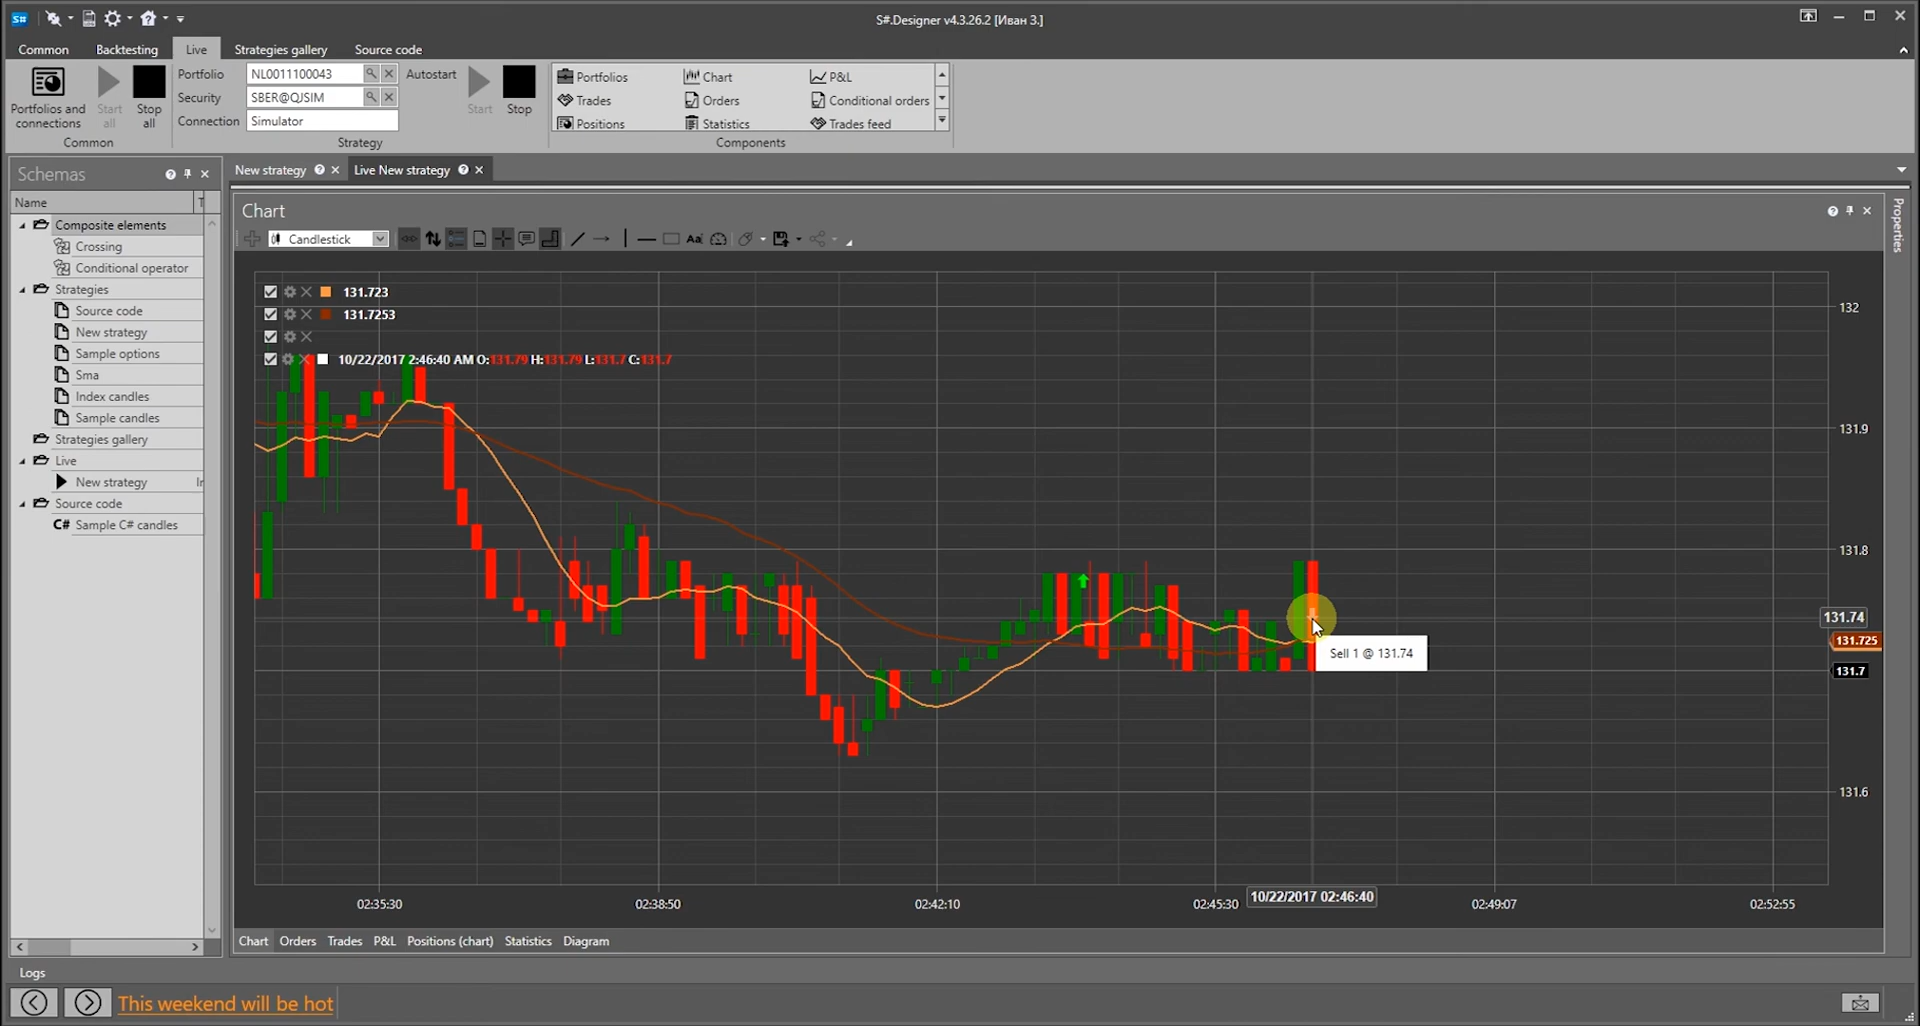 S#
S#.Designer v4.3.26.2 [Иван З.]
Common Backtesting Live Strategies gallery Source code
Portfolios and connections
Start all
Stop all
Common
Portfolio NL0011100043 Autostart
Security SBER@QJSIM
Connection Simulator
Start
Stop
Strategy
Portfolios Chart P&L
Trades Orders Conditional orders
Positions Statistics Trades feed
Components
Schemas
Name T
Composite elements
Crossing
Conditional operator
Strategies
Source code
New strategy
Sample options
Sma
Index candles
Sample candles
Strategies gallery
Live
New strategy In
Source code
C# Sample C# candles
New strategy Live New strategy
Chart
Properties
Candlestick Aa
131.723
131.7253
10/22/2017 2:46:40 AM O:131.79 H:131.79 L:131.7 C:131.7
132
131.9
131.8
131.74
131.725
131.7
131.6
Sell 1 @ 131.74
02:35:30 02:38:50 02:42:10 02:45:30 10/22/2017 02:46:40 02:49:07 02:52:55
Chart Orders Trades P&L Positions (chart) Statistics Diagram
Logs
This weekend will be hot